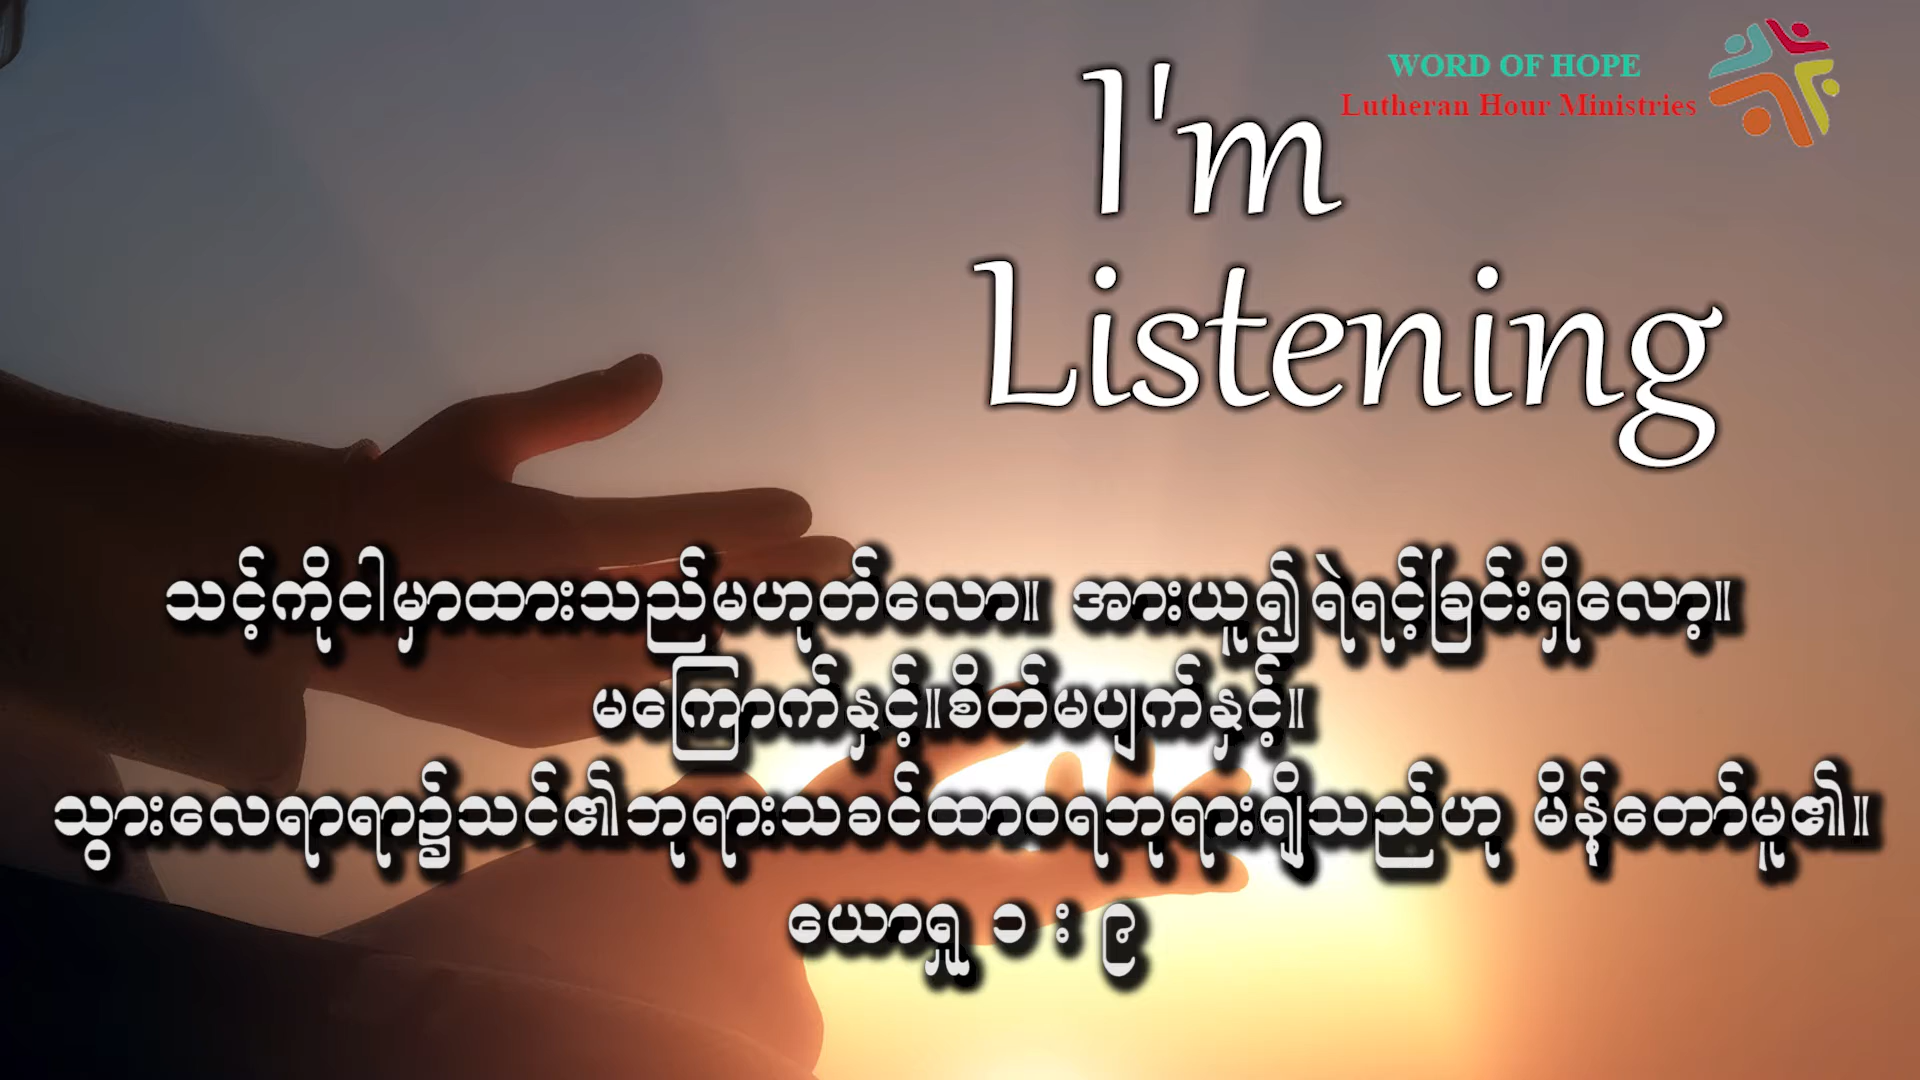 WORD OF HOPE
Lutheran Hour Ministries
I'm
Listening
သင့်ကိုငါမှာထားသည်မဟုတ်လော။ အားယူ၍ရဲရင့်ခြင်းရှိလော့။
မကြောက်နှင့်။စိတ်မပျက်နှင့်။
သွားလေရာရာ၌သင်၏ဘုရားသခင်ထာဝရဘုရားရှိသည်ဟု မိန့်တော်မူ၏။
ယောရှု ၁ : ၉